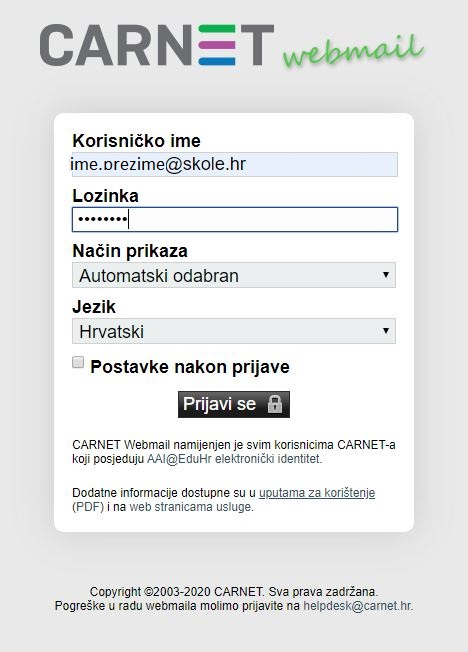 CARNET webmail
Korisničko ime
ime.prezime@skole.hr
Lozinka
••••••••
Način prikaza
Automatski odabran
Jezik
Hrvatski
Postavke nakon prijave
Prijavi se
CARNET Webmail namijenjen je svim korisnicima CARNET-a
koji posjeduju AAI@EduHr elektronički identitet.
Dodatne informacije dostupne su u uputama za korištenje
(PDF) i na web stranicama usluge.
Copyright ©2003-2020 CARNET. Sva prava zadržana.
Pogreške u radu webmaila molimo prijavite na helpdesk@carnet.hr.